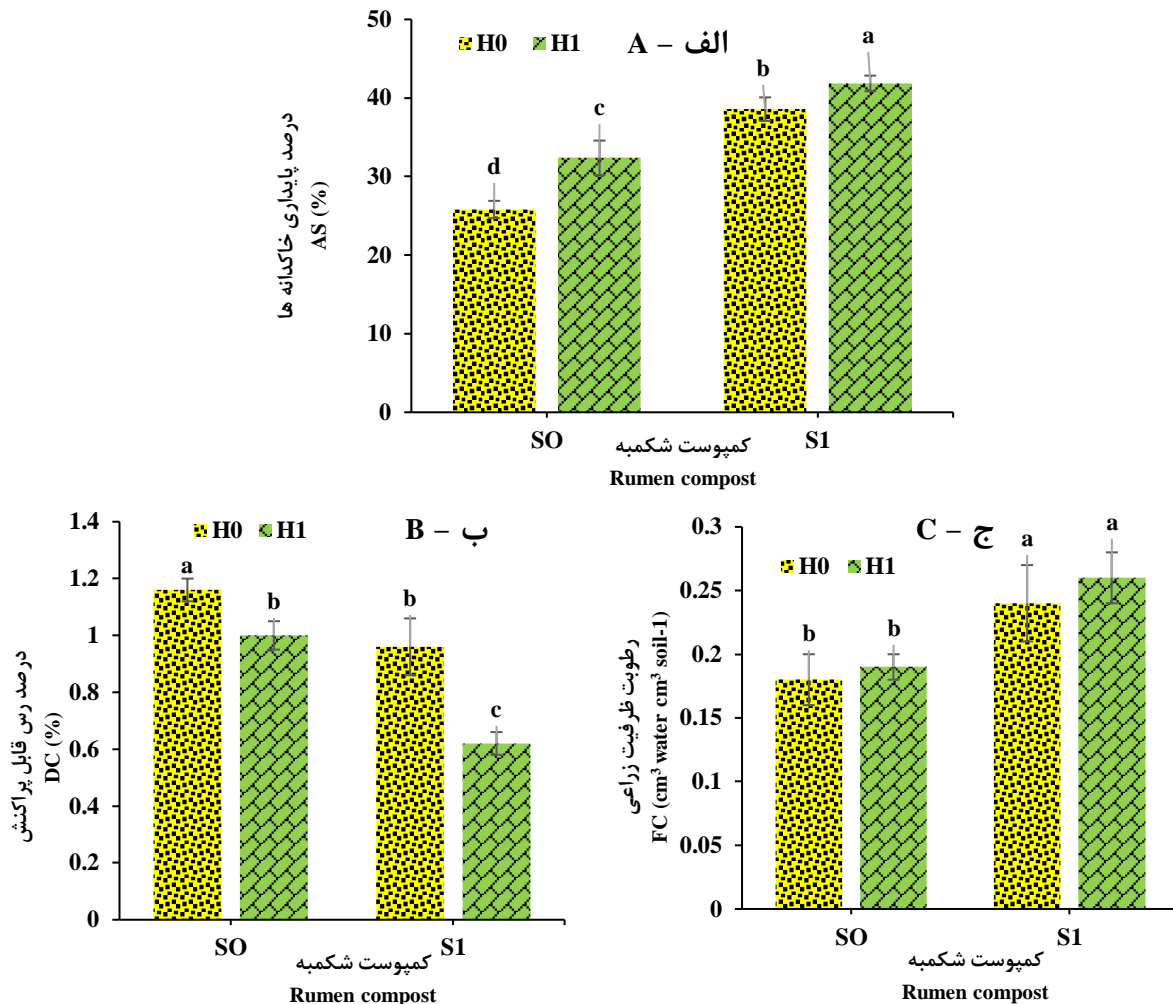 الف – A
H0 H1
50
40
30
20
10
0
d
c
b
a
درصد پایداری خاکدانه ها
AS (%)
SO S1
کمپوست شکمبه
Rumen compost
ب – B
H0 H1
1.4
1.2
1
0.8
0.6
0.4
0.2
0
a
b
b
c
درصد رس قابل پراکنش
DC (%)
SO S1
کمپوست شکمبه
Rumen compost
ج – C
H0 H1
0.3
0.25
0.2
0.15
0.1
0.05
0
b
b
a
a
رطوبت ظرفیت زراعی
FC (cm³ water cm³ soil-1)
SO S1
کمپوست شکمبه
Rumen compost